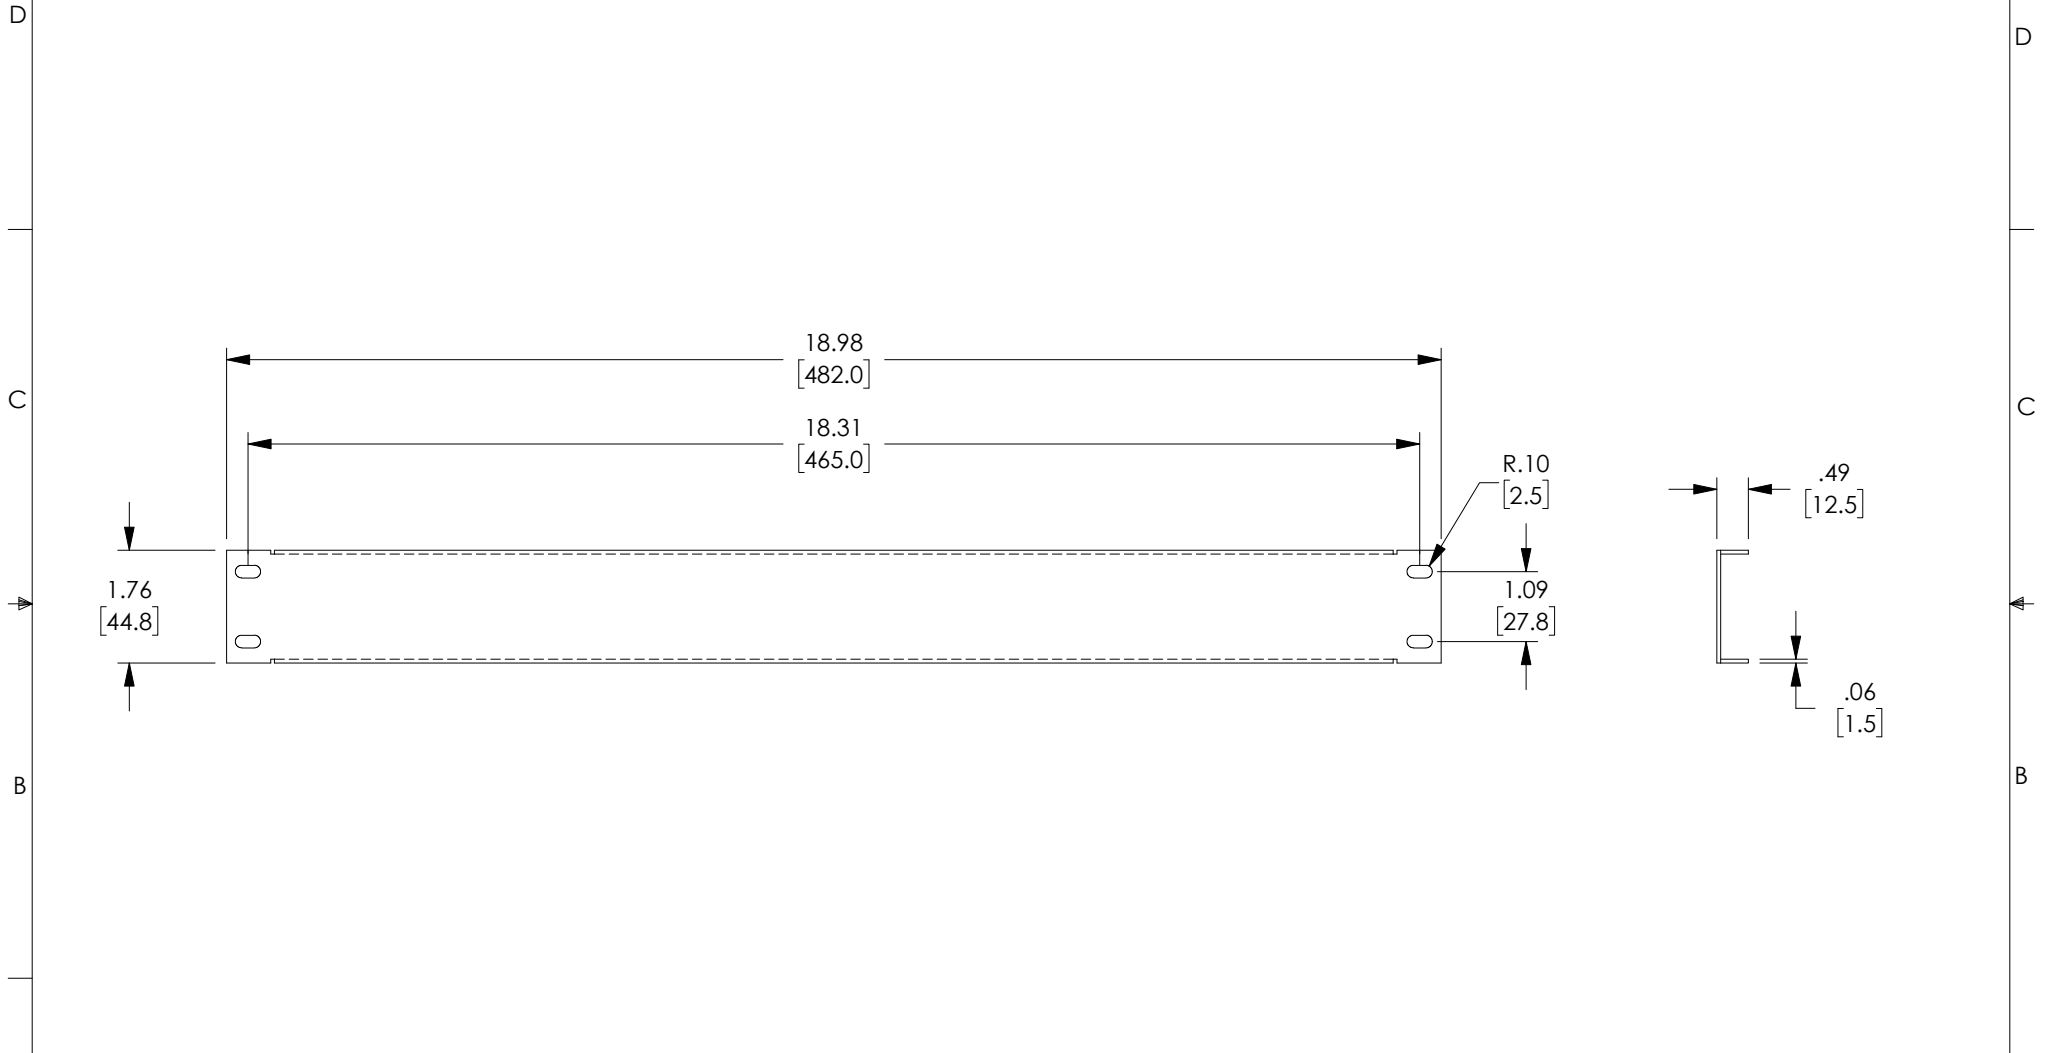 D
D
18.98
[482.0]
C
C
18.31
[465.0]
R.10
[2.5]
.49
[12.5]
1.76
[44.8]
1.09
[27.8]
.06
[1.5]
B
B